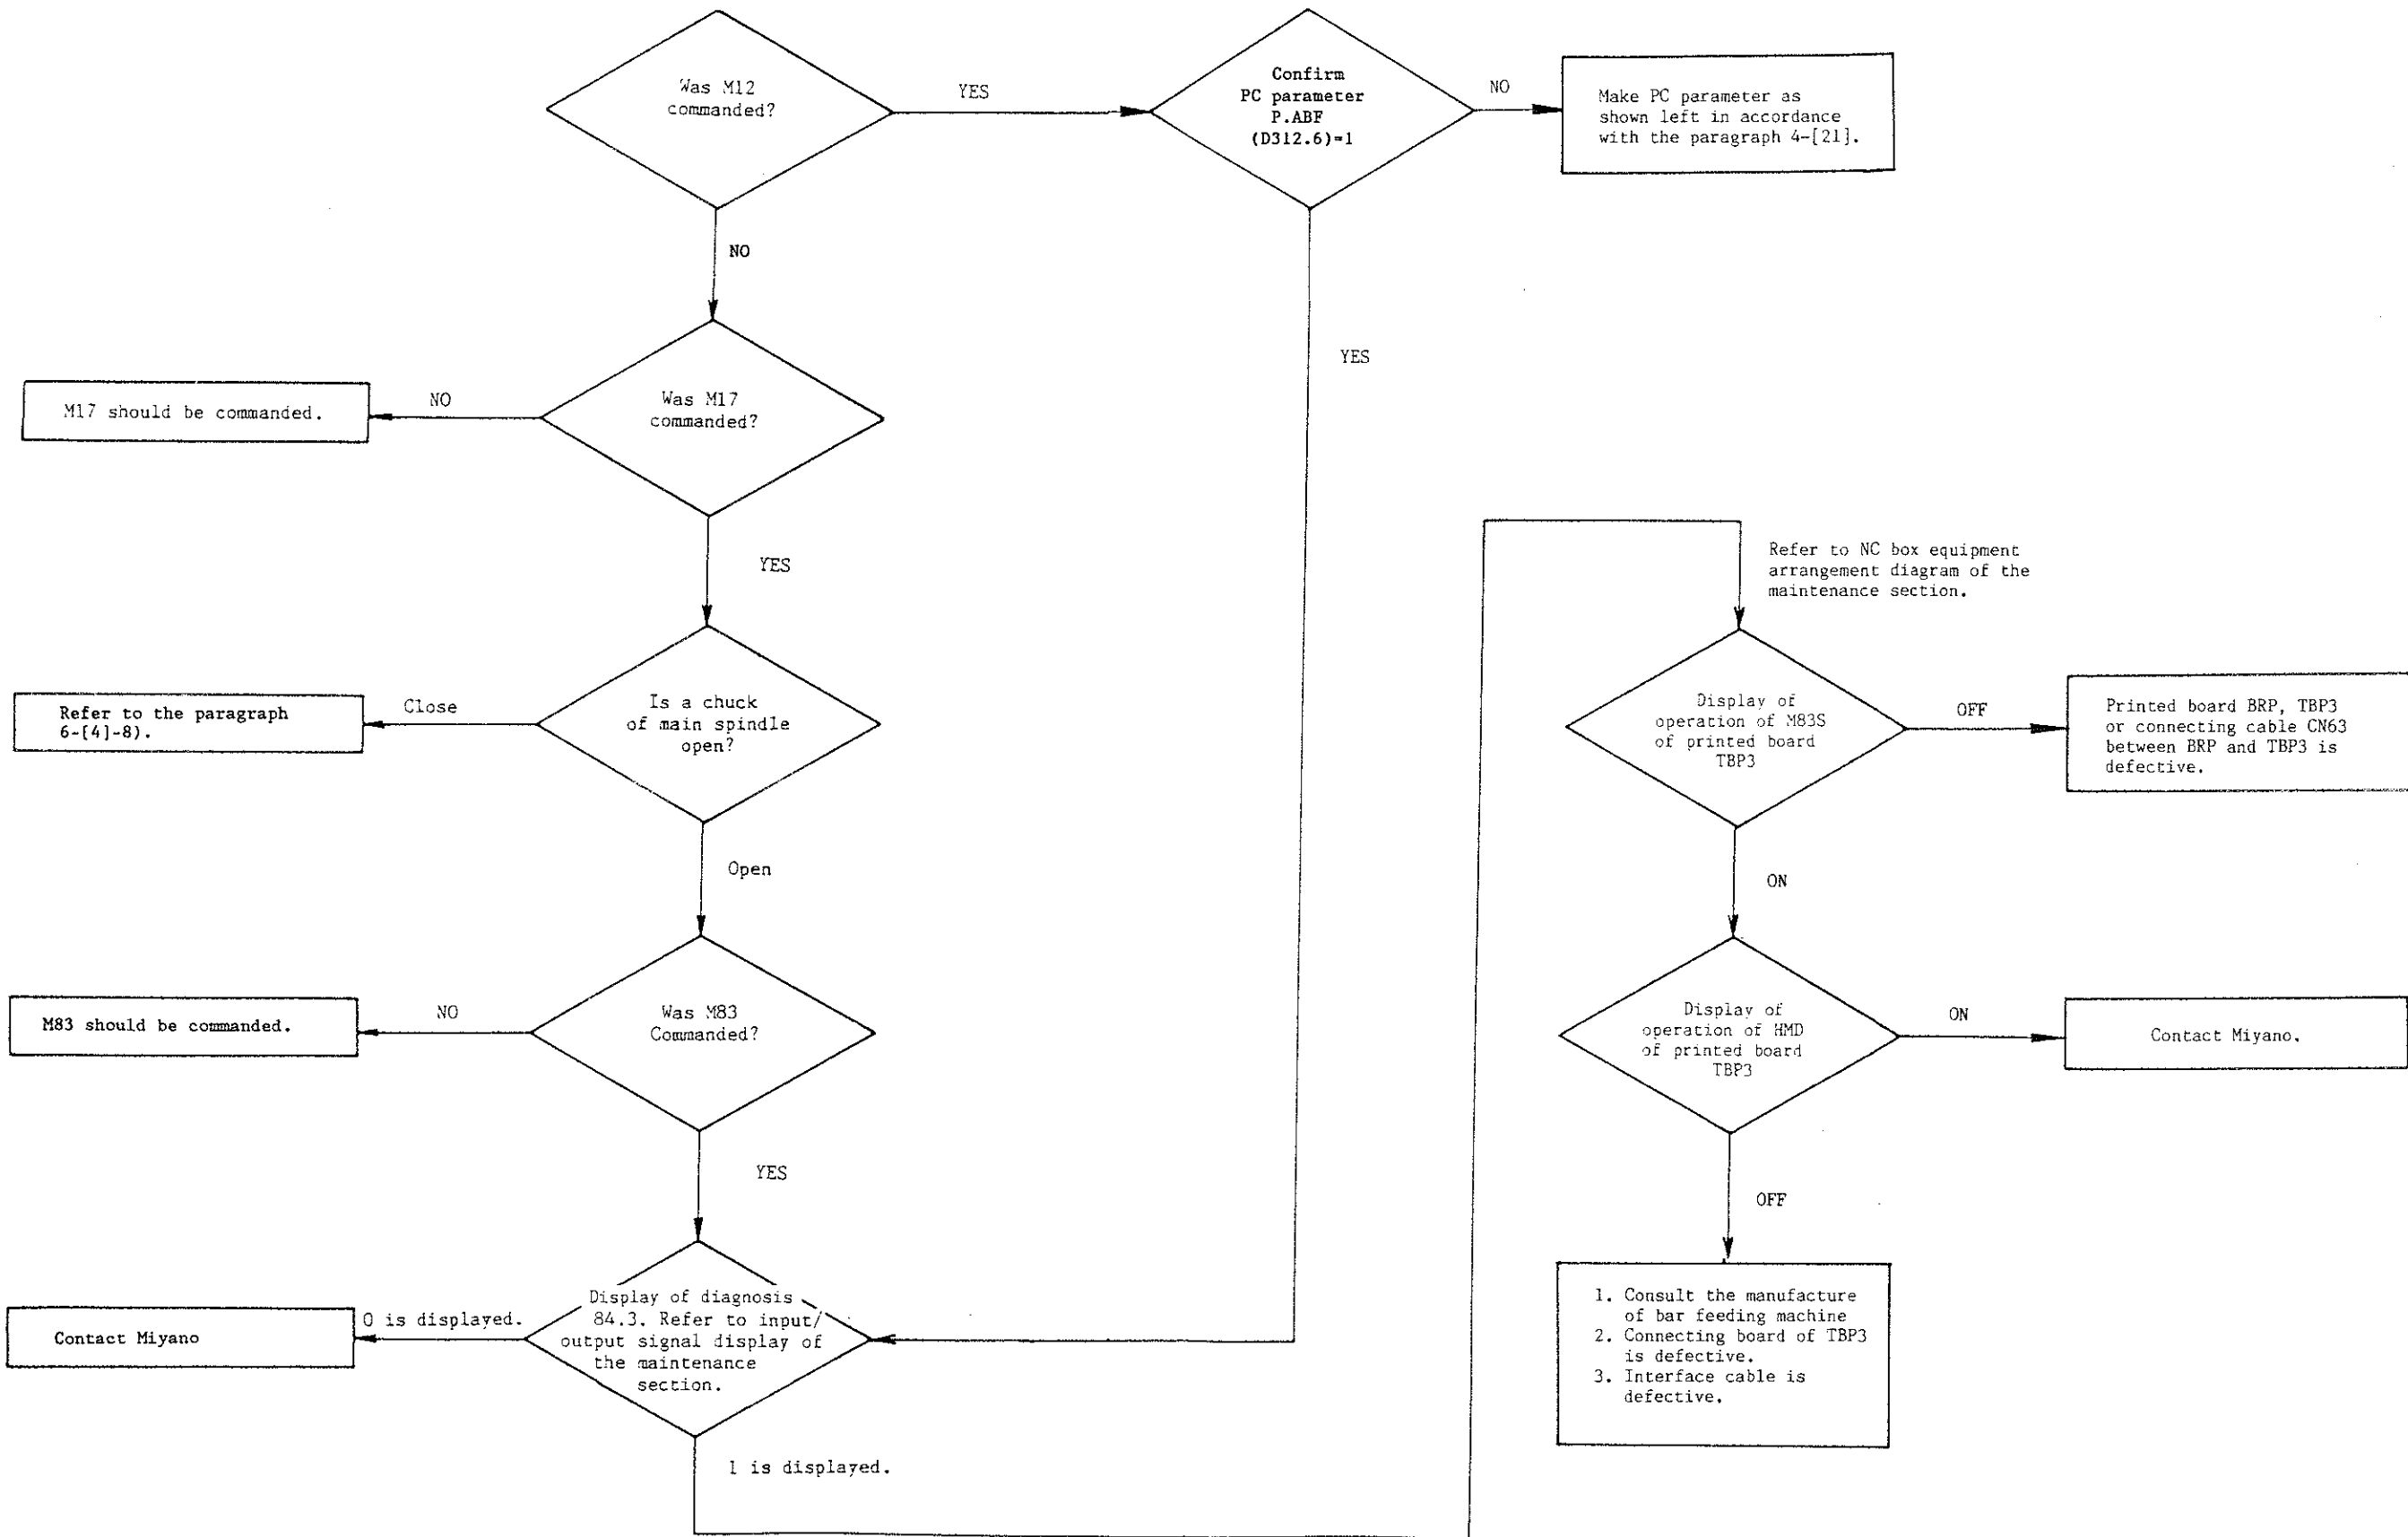 Was M12
commanded?
YES
Confirm
PC parameter
P.ABF
(D312.6)=1
NO
Make PC parameter as
shown left in accordance
with the paragraph 4-[21].
NO
YES
M17 should be commanded.
NO
Was M17
commanded?
YES
Refer to the paragraph
6-[4]-8).
Close
Is a chuck
of main spindle
open?
Open
M83 should be commanded.
NO
Was M83
Commanded?
YES
Contact Miyano
0 is displayed.
Display of diagnosis
84.3. Refer to input/
output signal display of
the maintenance
section.
1 is displayed.
Refer to NC box equipment
arrangement diagram of the
maintenance section.
Display of
operation of M83S
of printed board
TBP3
OFF
Printed board BRP, TBP3
or connecting cable CN63
between BRP and TBP3 is
defective.
ON
Display of
operation of HMD
of printed board
TBP3
ON
Contact Miyano.
OFF
1. Consult the manufacture
of bar feeding machine
2. Connecting board of TBP3
is defective.
3. Interface cable is
defective.